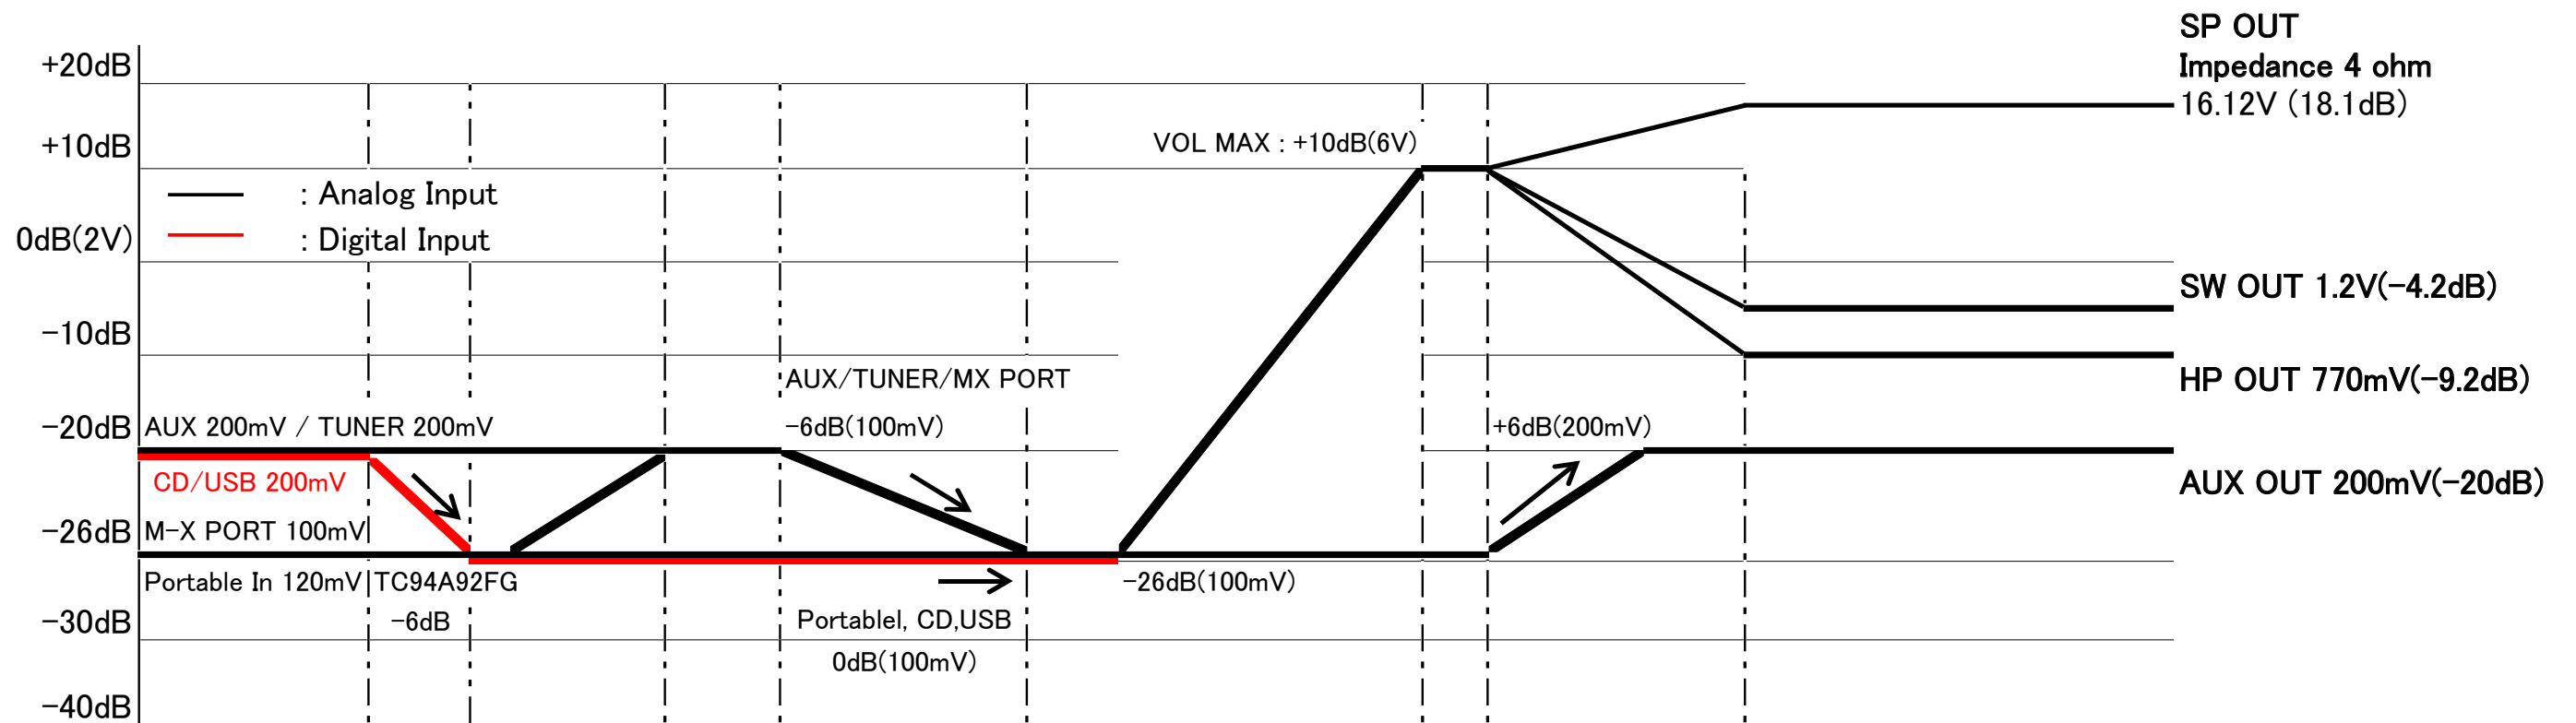 SP OUT
Impedance 4 ohm
16.12V (18.1dB)
+20dB
+10dB
VOL MAX : +10dB(6V)
: Analog Input
0dB(2V)
: Digital Input
SW OUT 1.2V(-4.2dB)
-10dB
AUX/TUNER/MX PORT
HP OUT 770mV(-9.2dB)
-20dB
AUX 200mV / TUNER 200mV
-6dB(100mV)
+6dB(200mV)
CD/USB 200mV
AUX OUT 200mV(-20dB)
-26dB
M-X PORT 100mV
Portable In 120mV
TC94A92FG
-26dB(100mV)
-30dB
-6dB
Portablel, CD,USB
0dB(100mV)
-40dB